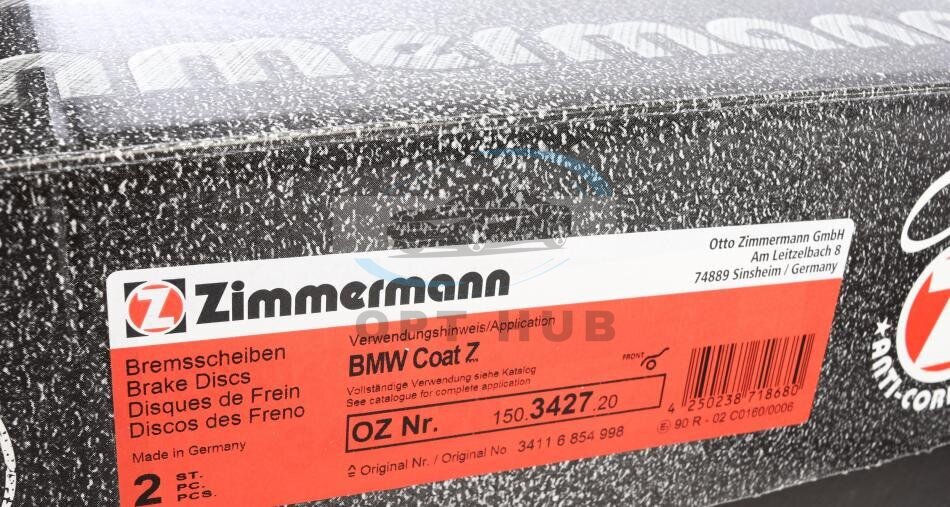 mmermann
Zimmermann
Otto Zimmermann GmbH
Am Leitzelbach 8
74889 Sinsheim / Germany
OPT HUB
Bremsscheiben
Brake Discs
Disques de Frein
Discos des Freno
Made in Germany
2 ST.
PC.
PCS.
Verwendungshinweis/Application
BMW Coat Z
Vollständige Verwendung siehe Katalog
See catalogue for complete application
FRONT
OZ Nr. 150.3427.20
≙ Original Nr. / Original No 3411 6 854 998
4 250238 718680
90 R - 02 C0160/0006
ANTI-COR